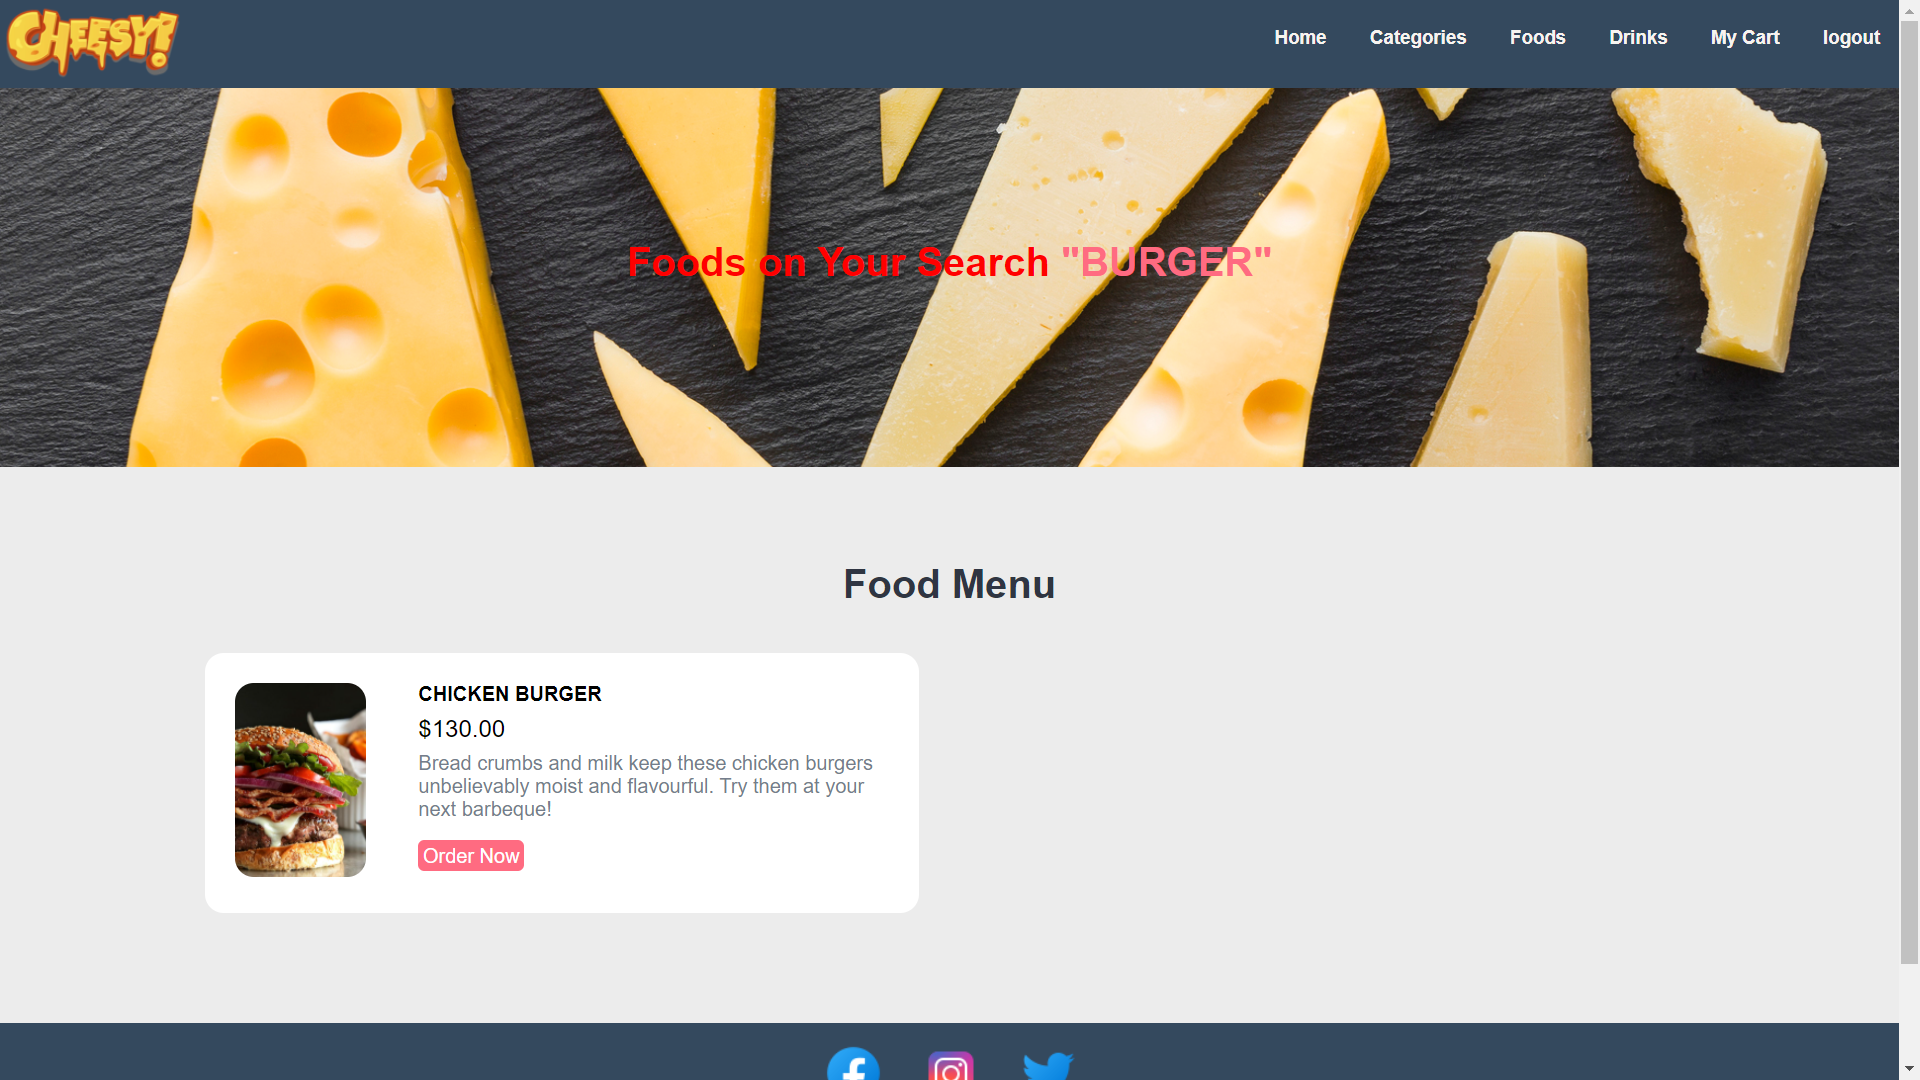 CHEESY!
Home
Categories
Foods
Drinks
My Cart
logout
Foods on Your Search "BURGER"
Food Menu
CHICKEN BURGER
$130.00
Bread crumbs and milk keep these chicken burgers
unbelievably moist and flavourful. Try them at your
next barbeque!
Order Now